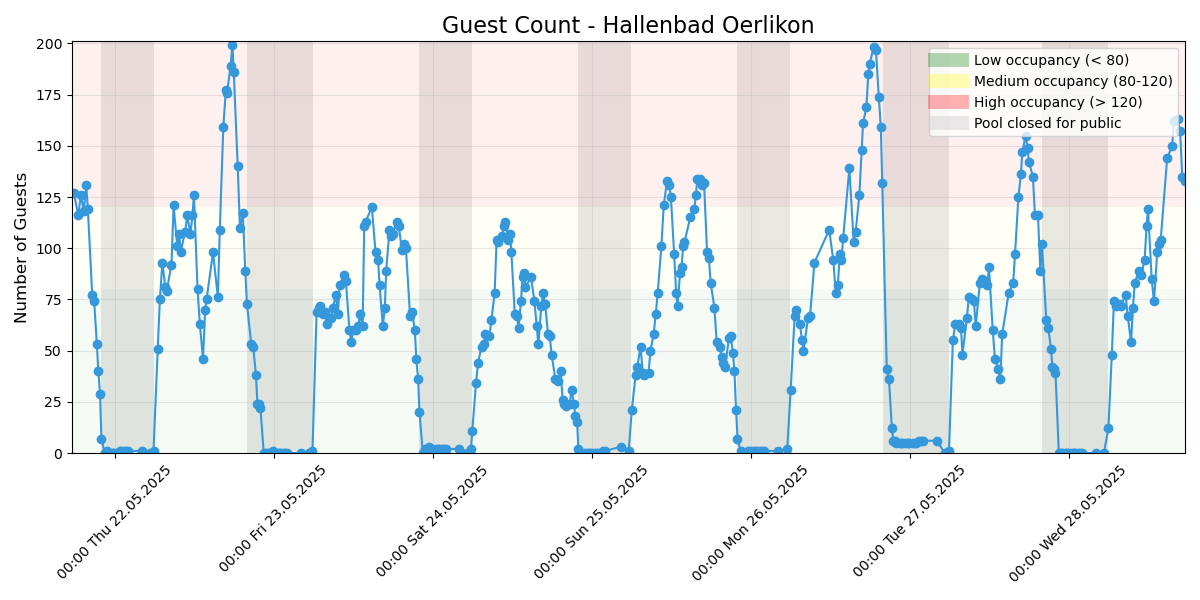 Guest Count - Hallenbad Oerlikon
Number of Guests
200
175
150
125
100
75
50
25
0
Low occupancy (< 80)
Medium occupancy (80-120)
High occupancy (> 120)
Pool closed for public
00:00 Thu 22.05.2025
00:00 Fri 23.05.2025
00:00 Sat 24.05.2025
00:00 Sun 25.05.2025
00:00 Mon 26.05.2025
00:00 Tue 27.05.2025
00:00 Wed 28.05.2025